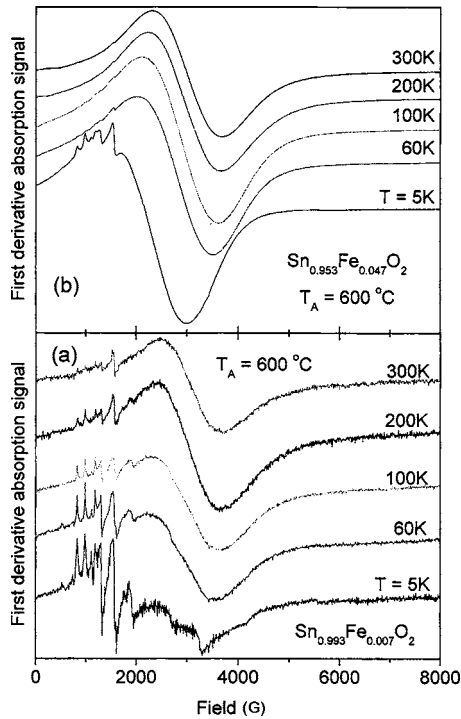 First derivative absorption signal
300K
200K
100K
60K
T = 5K
(b)
Sn0.953Fe0.047O2
TA = 600 °C
First derivative absorption signal
(a)
TA = 600 °C
300K
200K
100K
60K
T = 5K
Sn0.993Fe0.007O2
0 2000 4000 6000 8000
Field (G)